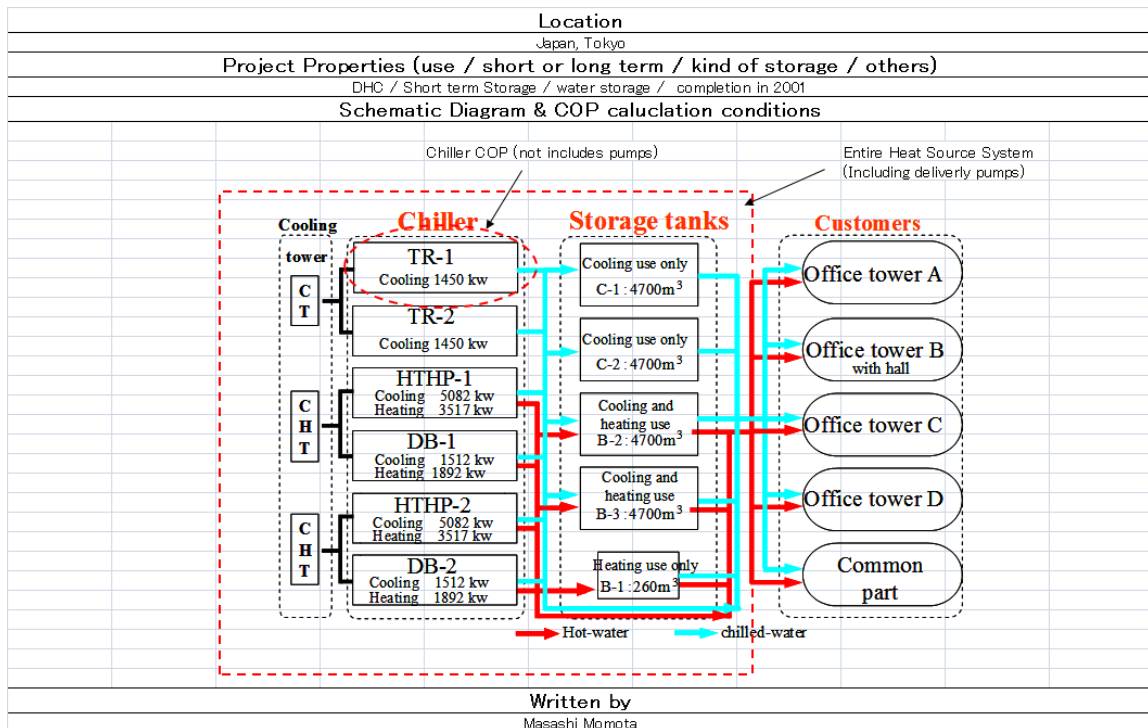 Location
Japan, Tokyo
Project Properties (use / short or long term / kind of storage / others)
DHC / Short term Storage / water storage / completion in 2001
Schematic Diagram & COP caluclation conditions
Chiller COP (not includes pumps)
Entire Heat Source System
(Including deliverly pumps)
Cooling
tower
Chiller
Storage tanks
Customers
C
T
TR-1
Cooling 1450 kw
TR-2
Cooling 1450 kw
C
H
T
HTHP-1
Cooling 5082 kw
Heating 3517 kw
DB-1
Cooling 1512 kw
Heating 1892 kw
C
H
T
HTHP-2
Cooling 5082 kw
Heating 3517 kw
DB-2
Cooling 1512 kw
Heating 1892 kw
Cooling use only
C-1 : 4700m³
Cooling use only
C-2 : 4700m³
Cooling and
heating use
B-2 : 4700m³
Cooling and
heating use
B-3 : 4700m³
Heating use only
B-1 : 260m³
Office tower A
Office tower B
with hall
Office tower C
Office tower D
Common
part
Hot-water
chilled-water
Written by
Masashi Momota